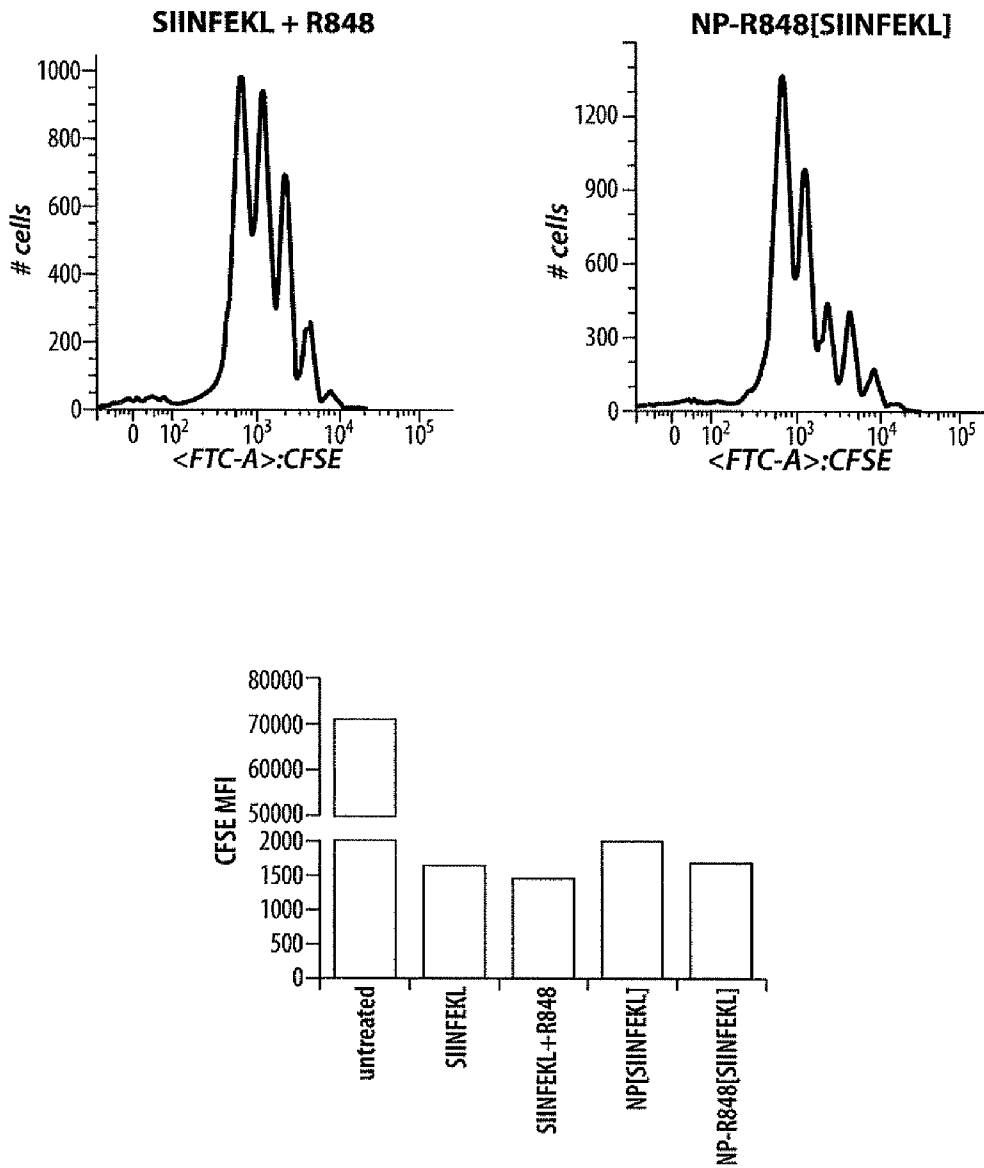 SIINFEKL + R848
1000
800
600
400
200
0
# cells
0 10² 10³ 10⁴ 10⁵
<FTC-A>:CFSE
NP-R848[SIINFEKL]
1200
900
600
300
0
# cells
0 10² 10³ 10⁴ 10⁵
<FTC-A>:CFSE
80000
70000
60000
50000
2000
1500
1000
500
0
CFSE MFI
untreated
SIINFEKL
SIINFEKL+R848
NP[SIINFEKL]
NP-R848[SIINFEKL]